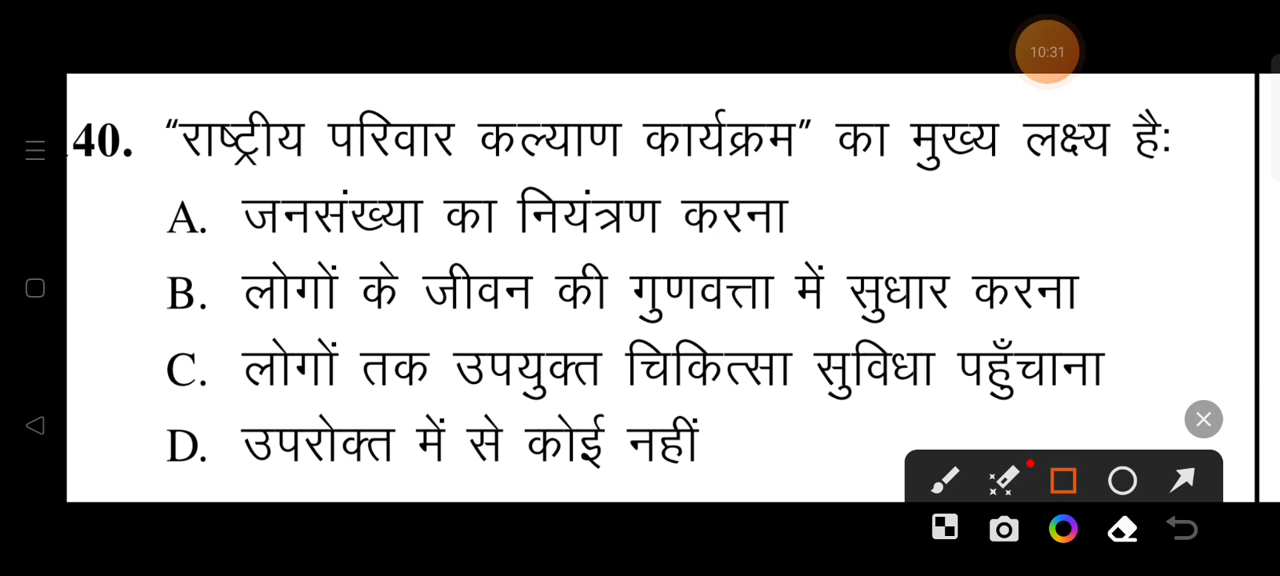 10:31
40. “राष्ट्रीय परिवार कल्याण कार्यक्रम” का मुख्य लक्ष्य है:
A. जनसंख्या का नियंत्रण करना
B. लोगों के जीवन की गुणवत्ता में सुधार करना
C. लोगों तक उपयुक्त चिकित्सा सुविधा पहुँचाना
D. उपरोक्त में से कोई नहीं